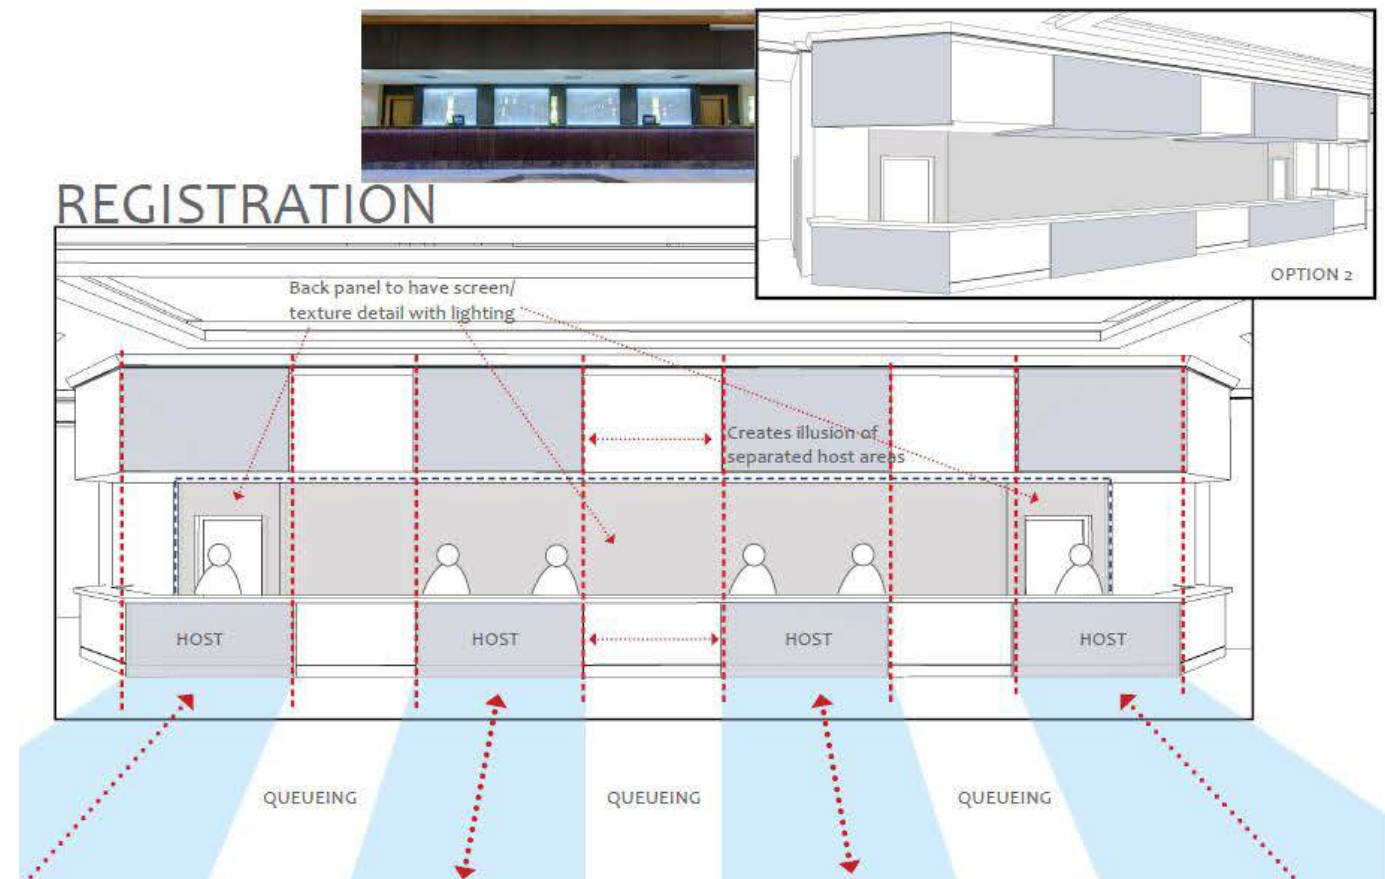 REGISTRATION
OPTION 2
Back panel to have screen/
texture detail with lighting
Creates illusion of
separated host areas
HOST
HOST
HOST
HOST
QUEUEING
QUEUEING
QUEUEING